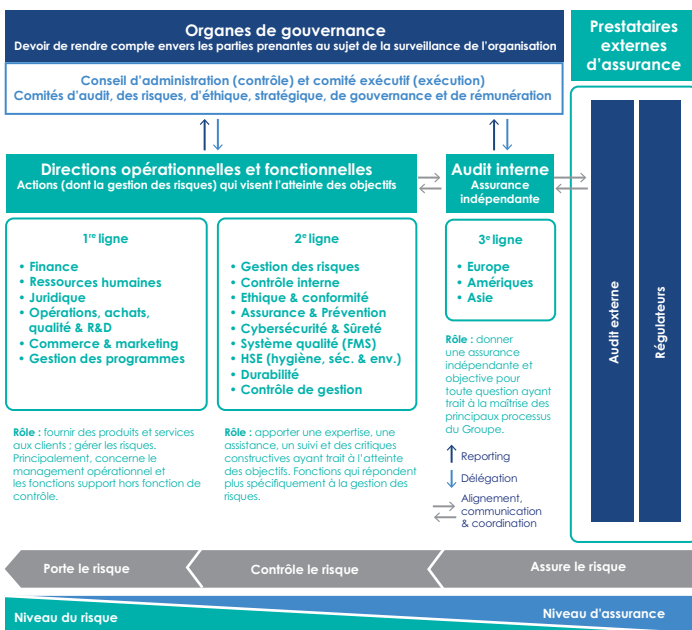 Organes de gouvernance
Devoir de rendre compte envers les parties prenantes au sujet de la surveillance de l'organisation
Conseil d'administration (contrôle) et comité exécutif (exécution)
Comités d'audit, des risques, d'éthique, stratégique, de gouvernance et de rémunération
Prestataires
externes
d'assurance
Directions opérationnelles et fonctionnelles
Actions (dont la gestion des risques) qui visent l'atteinte des objectifs
Audit interne
Assurance
indépendante
1re ligne
• Finance
• Ressources humaines
• Juridique
• Opérations, achats,
qualité & R&D
• Commerce & marketing
• Gestion des programmes
Rôle : fournir des produits et services
aux clients ; gérer les risques.
Principalement, concerne le
management opérationnel et
les fonctions support hors fonction de
contrôle.
2e ligne
• Gestion des risques
• Contrôle interne
• Ethique & conformité
• Assurance & Prévention
• Cybersécurité & Sûreté
• Système qualité (FMS)
• HSE (hygiène, séc. & env.)
• Durabilité
• Contrôle de gestion
Rôle : apporter une expertise, une
assistance, un suivi et des critiques
constructives ayant trait à l'atteinte
des objectifs. Fonctions qui répondent
plus spécifiquement à la gestion des
risques.
3e ligne
• Europe
• Amériques
• Asie
Rôle : donner
une assurance
indépendante et
objective pour
toute question ayant
trait à la maîtrise des
principaux processus
du Groupe.
Reporting
Délégation
Alignement,
communication
& coordination
Audit externe
Régulateurs
Porte le risque
Contrôle le risque
Assure le risque
Niveau du risque
Niveau d'assurance